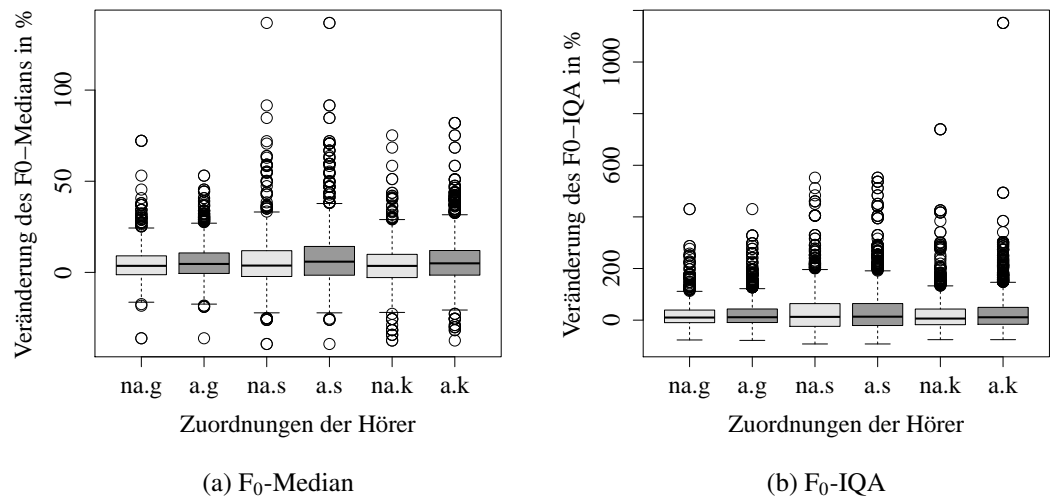 Veränderung des F0−Medians in %
0
50
100
na.g a.g na.s a.s na.k a.k
Zuordnungen der Hörer
(a) F₀-Median
Veränderung des F0−IQA in %
0
200
600
1000
na.g a.g na.s a.s na.k a.k
Zuordnungen der Hörer
(b) F₀-IQA